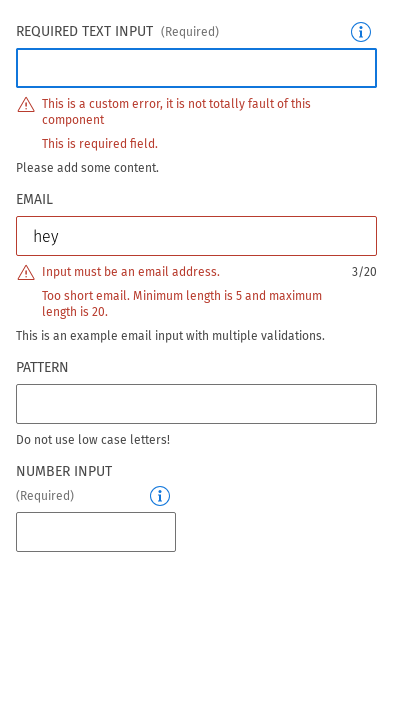 REQUIRED TEXT INPUT (Required)
This is a custom error, it is not totally fault of this
component
This is required field.
Please add some content.
EMAIL
hey
Input must be an email address. 3/20
Too short email. Minimum length is 5 and maximum
length is 20.
This is an example email input with multiple validations.
PATTERN
Do not use low case letters!
NUMBER INPUT
(Required)